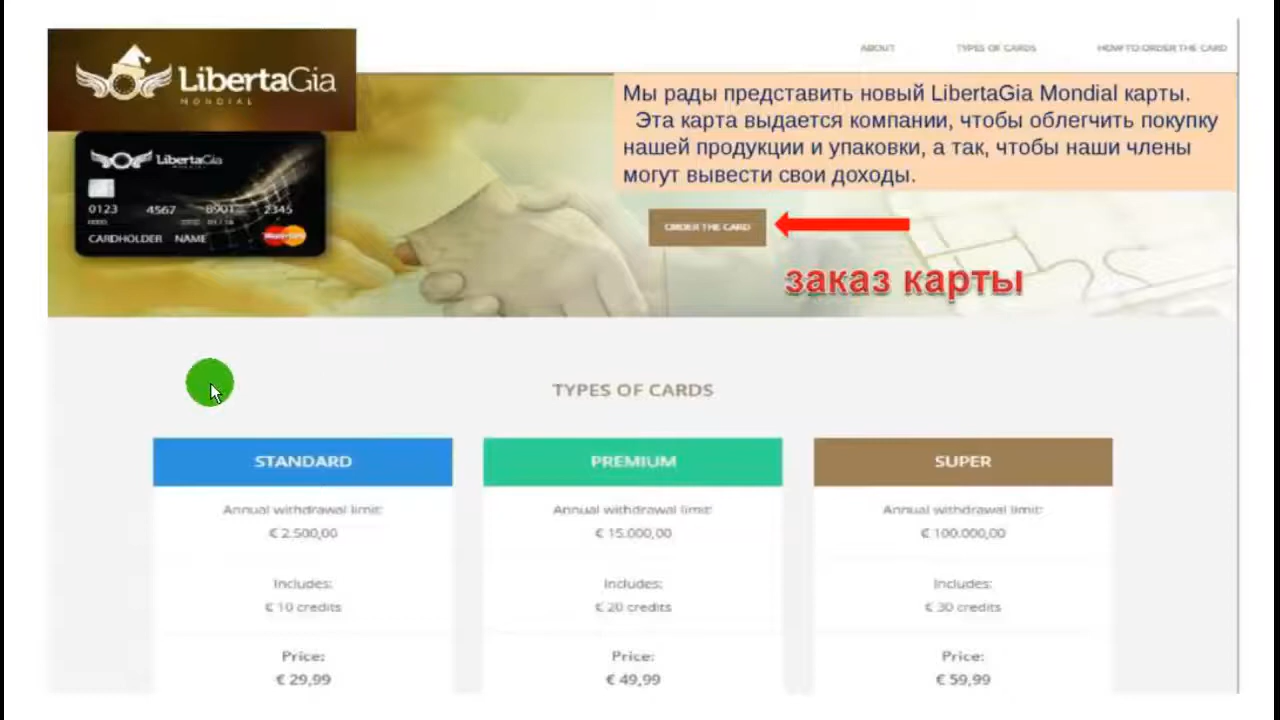 LibertaGia
MONDIAL
ABOUT
TYPES OF CARDS
HOW TO ORDER THE CARD
Мы рады представить новый LibertaGia Mondial карты.
Эта карта выдается компании, чтобы облегчить покупку
нашей продукции и упаковки, а так, чтобы наши члены
могут вывести свои доходы.
LibertaGia
0123 4567 8901 2345
CARDHOLDER NAME
ORDER THE CARD
заказ карты
TYPES OF CARDS
STANDARD
Annual withdrawal limit:
€ 2.500,00
Includes:
€ 10 credits
Price:
€ 29,99
PREMIUM
Annual withdrawal limit:
€ 15.000,00
Includes:
€ 20 credits
Price:
€ 49,99
SUPER
Annual withdrawal limit:
€ 100.000,00
Includes:
€ 30 credits
Price:
€ 59,99